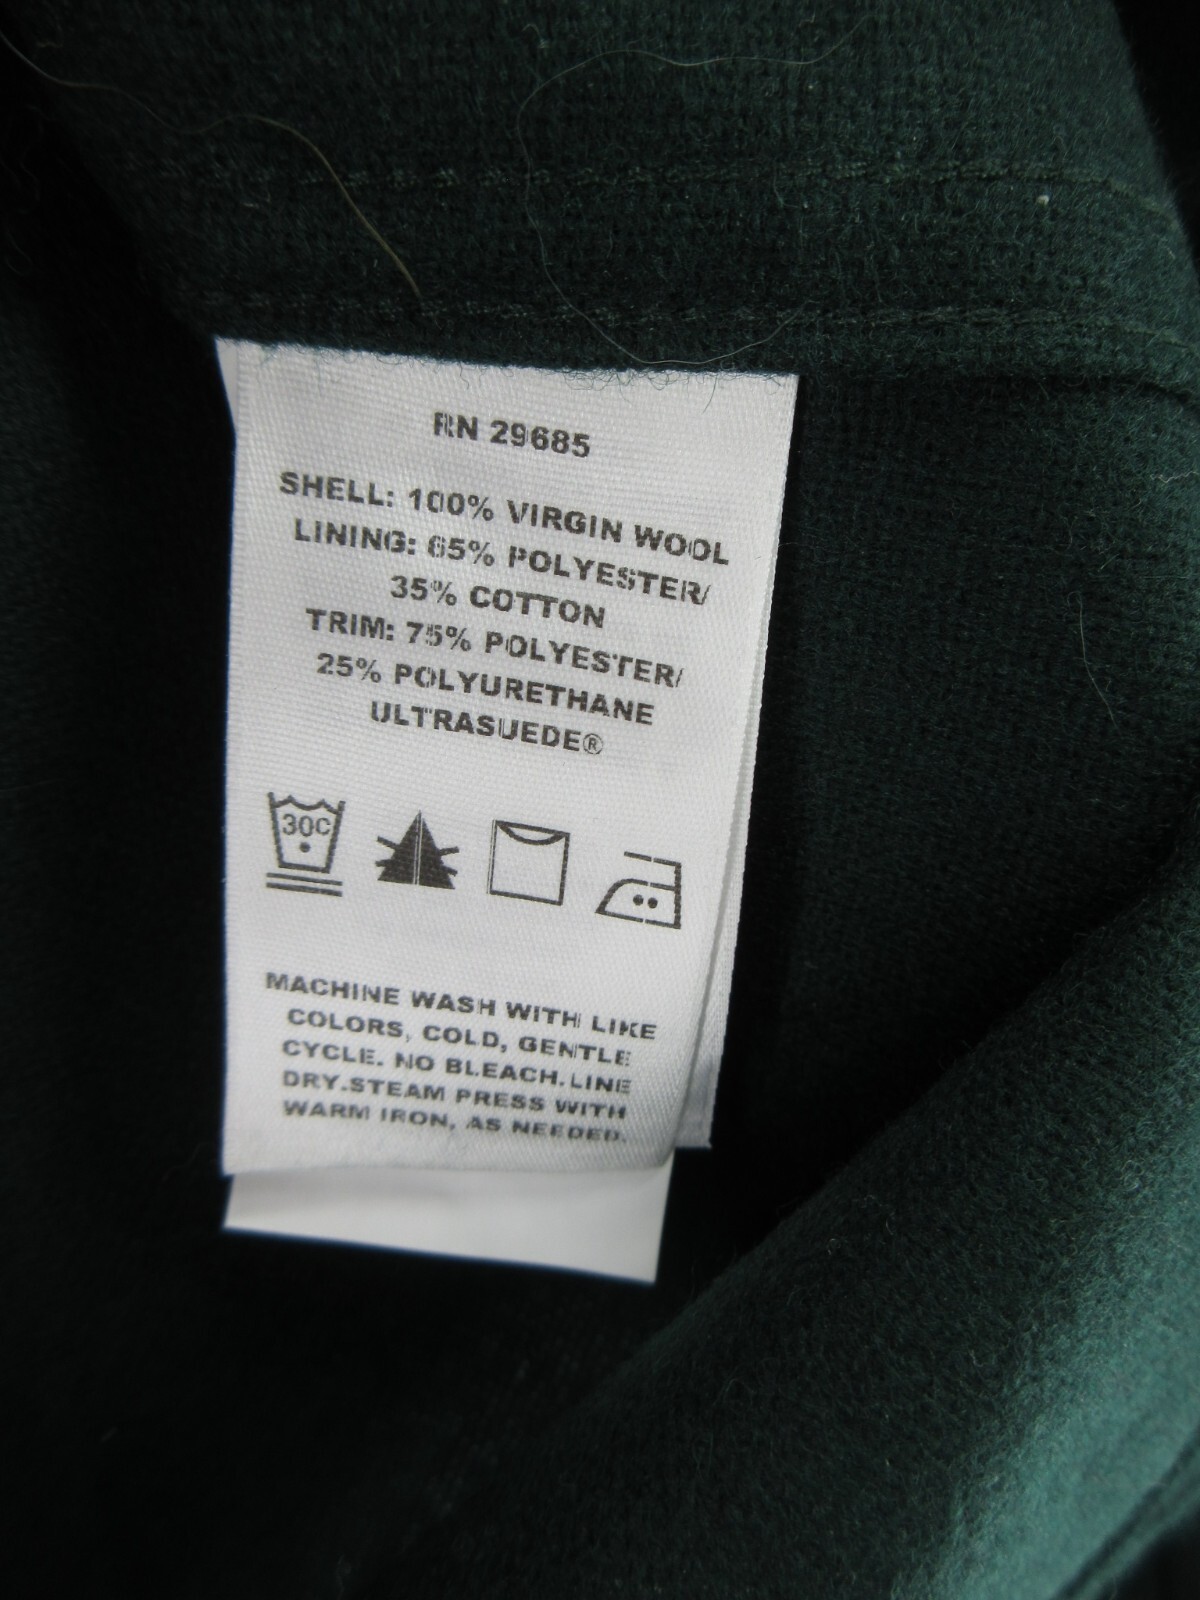 RN 29685
SHELL: 100% VIRGIN WOOL
LINING: 65% POLYESTER/
35% COTTON
TRIM: 75% POLYESTER/
25% POLYURETHANE
ULTRASUEDE®
30C
MACHINE WASH WITH LIKE
COLORS, COLD, GENTLE
CYCLE. NO BLEACH. LINE
DRY. STEAM PRESS WITH
WARM IRON, AS NEEDED.